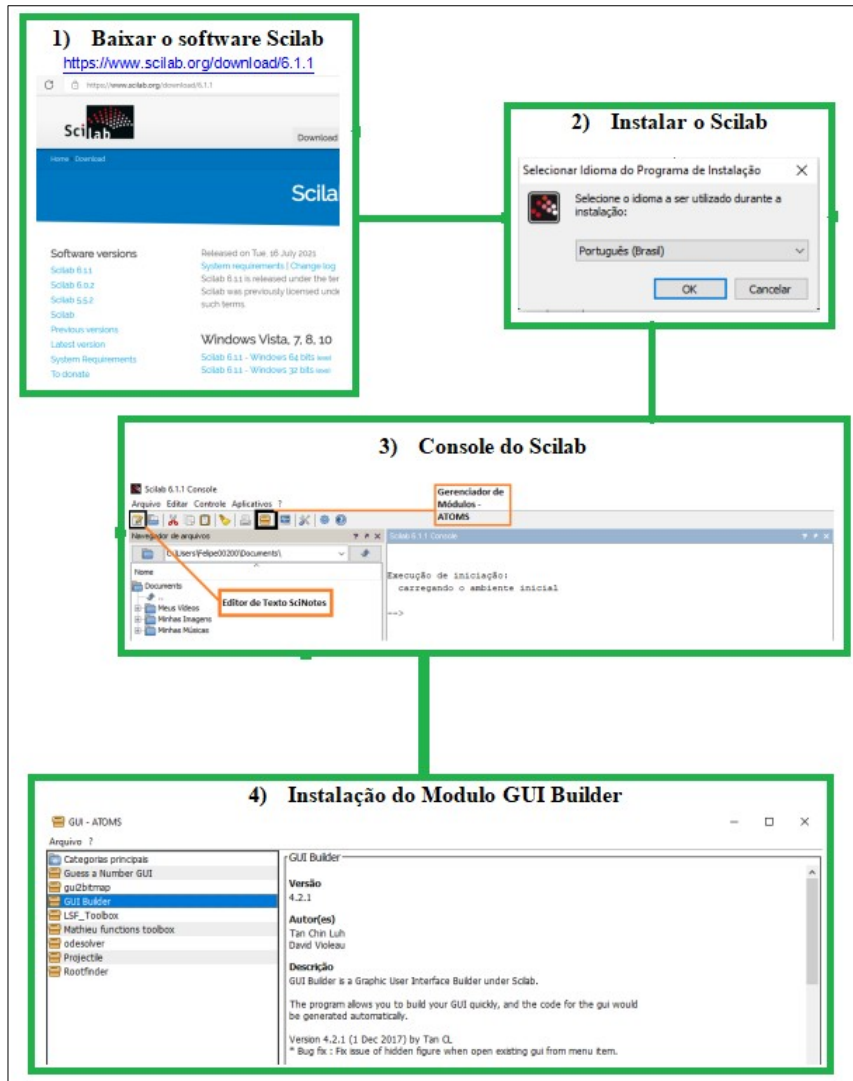 1) Baixar o software Scilab
https://www.scilab.org/download/6.1.1
https://www.scilab.org/download/6.1.1
Scilab
Download
Home Download
Scila
Software versions
Scilab 6.1.1
Scilab 6.0.2
Scilab 5.5.2
Scilab
Previous versions
Latest version
System Requirements
To donate
Released on Tue, 16 July 2021
System requirements | Change log
Scilab 6.1.1 is released under the ter
Scilab was previously licensed unde
such terms.
Windows Vista, 7, 8, 10
Scilab 6.1.1 - Windows 64 bits
Scilab 6.1.1 - Windows 32 bits
2) Instalar o Scilab
Selecionar Idioma do Programa de Instalação
Selecione o idioma a ser utilizado durante a
instalação:
Português (Brasil)
OK Cancelar
3) Console do Scilab
Scilab 6.1.1 Console
Arquivo Editar Controle Aplicativos ?
Gerenciador de
Módulos -
ATOMS
Navegador de arquivos
C:\Users\Felipe00200\Documents\
Nome
Documents
..
Meus Vídeos
Minhas Imagens
Minhas Músicas
Editor de Texto SciNotes
Scilab 6.1.1 Console
Execução de iniciação:
carregando o ambiente inicial
-->
4) Instalação do Modulo GUI Builder
GUI - ATOMS
Arquivo ?
Categorias principais
Guess a Number GUI
gui2bitmap
GUI Builder
LSF_Toolbox
Mathieu functions toolbox
odesolver
Projectile
Rootfinder
GUI Builder
Versão
4.2.1
Autor(es)
Tan Chin Luh
David Violeau
Descrição
GUI Builder is a Graphic User Interface Builder under Scilab.
The program allows you to build your GUI quickly, and the code for the gui would
be generated automatically.
Version 4.2.1 (1 Dec 2017) by Tan CL
* Bug fix : Fix issue of hidden figure when open existing gui from menu item.